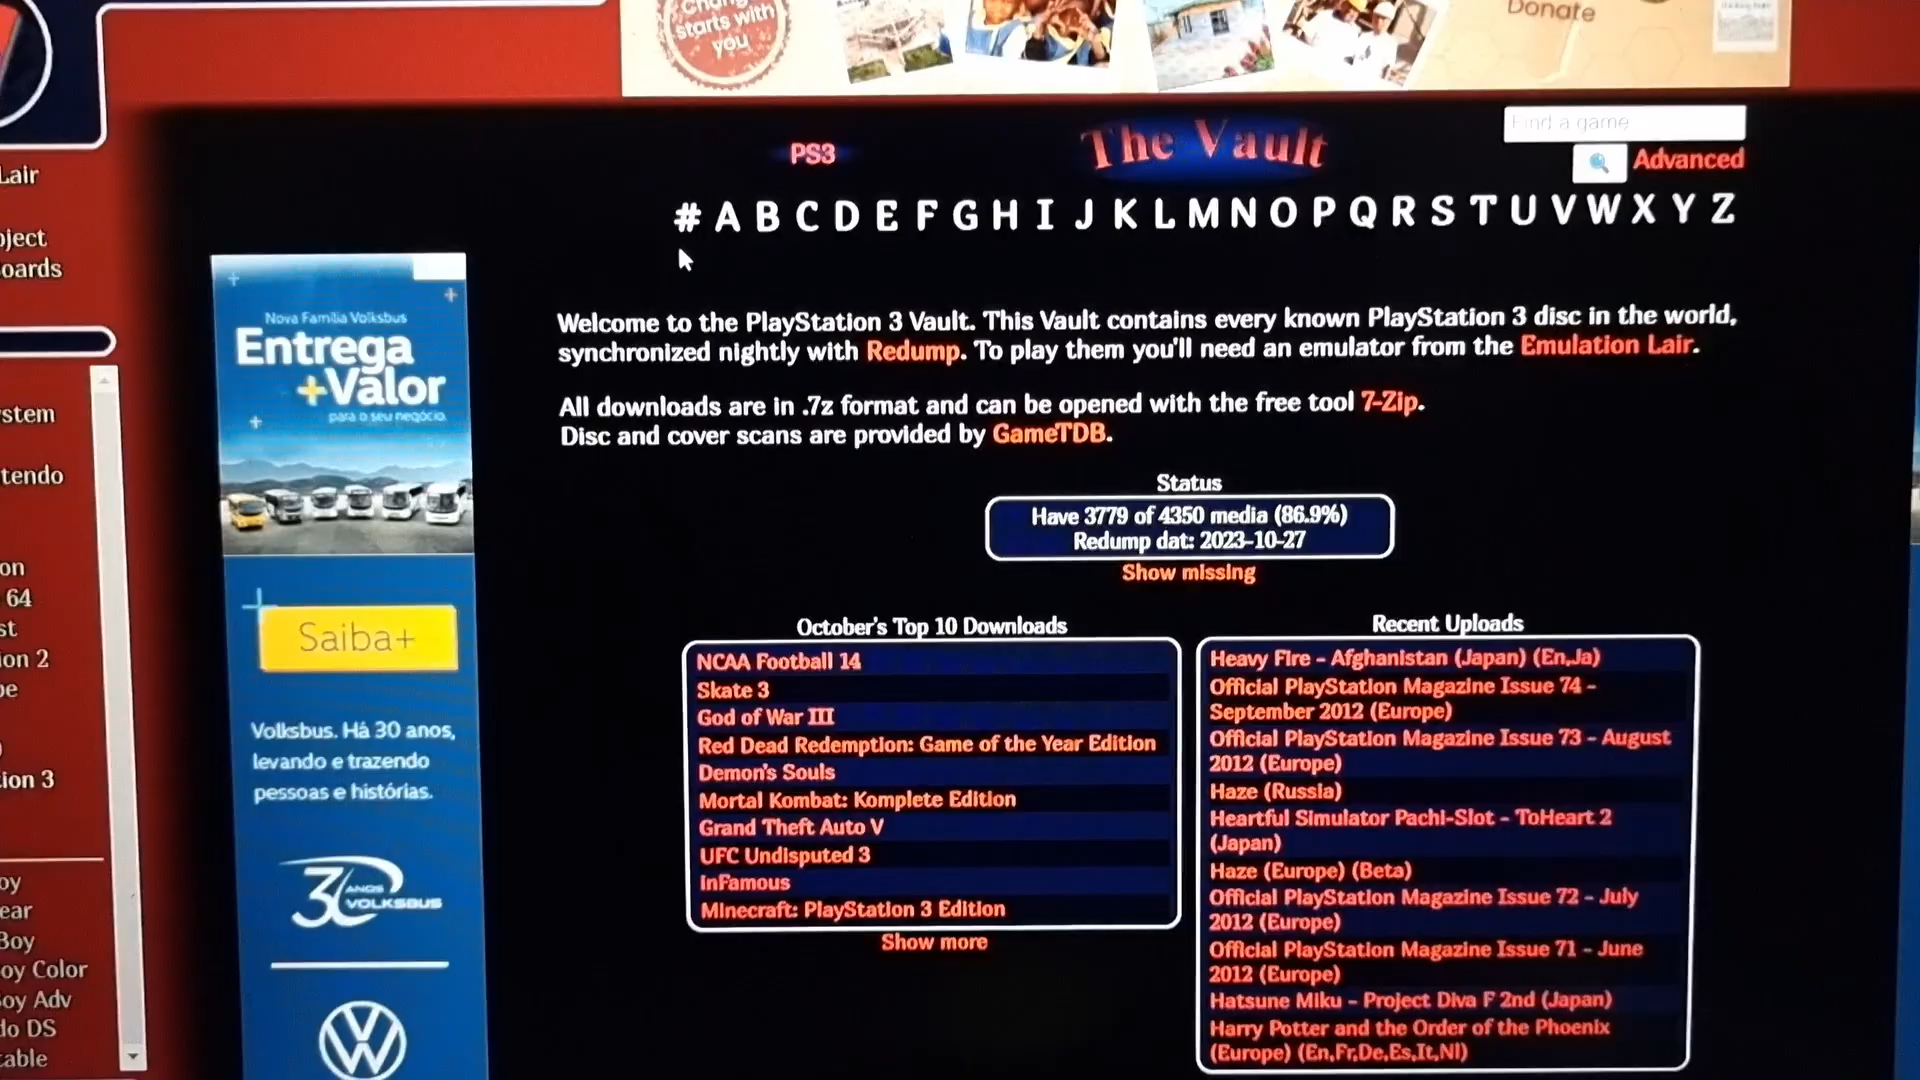 starts with
you
Donate
Find a game
PS3
The Vault
Advanced
# A B C D E F G H I J K L M N O P Q R S T U V W X Y Z
Lair
oards
stem
tendo
on
64
st
ion 2
pe
ion 3
oy
ear
Boy
oy Color
oy Adv
do DS
table
Nova Família Volksbus
Entrega
+Valor
para o seu negócio.
Saiba+
Volksbus. Há 30 anos,
levando e trazendo
pessoas e histórias.
30 ANOS
VOLKSBUS
Welcome to the PlayStation 3 Vault. This Vault contains every known PlayStation 3 disc in the world,
synchronized nightly with Redump. To play them you'll need an emulator from the Emulation Lair.
All downloads are in .7z format and can be opened with the free tool 7-Zip.
Disc and cover scans are provided by GameTDB.
Status
Have 3779 of 4350 media (86.9%)
Redump dat: 2023-10-27
Show missing
October's Top 10 Downloads
NCAA Football 14
Skate 3
God of War III
Red Dead Redemption: Game of the Year Edition
Demon's Souls
Mortal Kombat: Komplete Edition
Grand Theft Auto V
UFC Undisputed 3
InFamous
Minecraft: PlayStation 3 Edition
Show more
Recent Uploads
Heavy Fire - Afghanistan (Japan) (En,Ja)
Official PlayStation Magazine Issue 74 -
September 2012 (Europe)
Official PlayStation Magazine Issue 73 - August
2012 (Europe)
Haze (Russia)
Heartful Simulator Pachi-Slot - ToHeart 2
(Japan)
Haze (Europe) (Beta)
Official PlayStation Magazine Issue 72 - July
2012 (Europe)
Official PlayStation Magazine Issue 71 - June
2012 (Europe)
Hatsune Miku - Project Diva F 2nd (Japan)
Harry Potter and the Order of the Phoenix
(Europe) (En,Fr,De,Es,It,Nl)